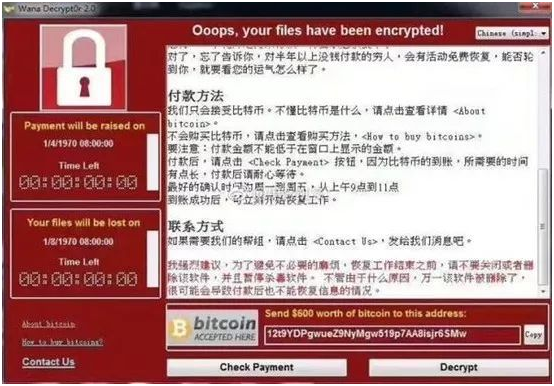 Wana Decrypt0r 2.0
Ooops, your files have been encrypted!
Chinese (simpl:
Payment will be raised on
1/4/1970 08:00:00
Time Left
00:00:00:00
Your files will be lost on
1/8/1970 08:00:00
Time Left
00:00:00:00
About bitcoin
How to buy bitcoins?
Contact Us
对了,忘了告诉你,对半年以上没钱付款的穷人,会有活动免费恢复,能否轮
到你,就要看您的运气怎么样了。
付款方法
我们只会接受比特币。不懂比特币是什么,请点击查看详情 <About
bitcoin>。
不会购买比特币,请点击查看购买方法,<How to buy bitcoins>。
要注意:付款金额不能低于在窗口上显示的金额。
付款后,请点击 <Check Payment> 按钮,因为比特币的到账,所需要的时间
有点长,付款后请耐心等待。
最好的确认时间为周一到周五,从上午9点到11点
到账成功后,可立刻开始恢复工作。
联系方式
如果需要我们的帮组,请点击 <Contact Us>,发给我们消息吧。
我强烈建议,为了避免不必要的麻烦,恢复工作结束之前,请不要关闭或者删
除该软件,并且暂停杀毒软件。 不管由于什么原因,万一该软被删除了,
很可能会导致付款后也不能恢复信息的情况。
bitcoin
ACCEPTED HERE
Send $600 worth of bitcoin to this address:
12t9YDPgwueZ9NyMgw519p7AA8isjr6SMw
Copy
Check Payment
Decrypt